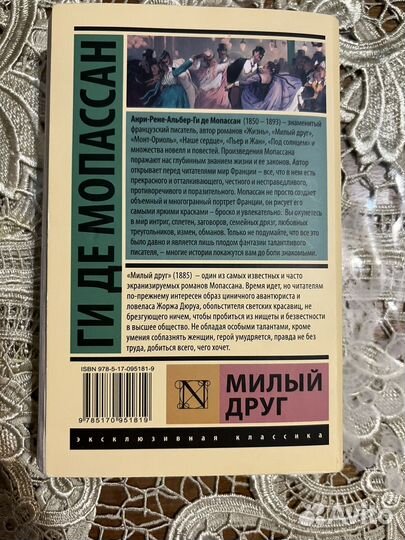 ГИ ДЕ МОПАССАН
Анри-Рене-Альбер-Ги де Мопассан (1850 – 1893) – знаменитый
французский писатель, автор романов «Жизнь», «Милый друг»,
«Монт-Ориоль», «Наше сердце», «Пьер и Жан», «Под солнцем» и
множества новелл и повестей. Произведения Мопассана
поражают нас глубинным знанием жизни и ее законов. Автор
открывает перед читателями мир Франции – все, что в нем есть
прекрасного и отталкивающего, честного и несправедливого,
противоречивого и поразительного. Мопассан не просто создает
объемный и многогранный портрет Франции, он рисует его
самыми яркими красками – броско и увлекательно. Вы окунетесь
в мир интриг, сплетен, заговоров, семейных дрязг, любовных
треугольников, измен, обманов. Только не подумайте, что все это
было давно и является лишь плодом фантазии талантливого
писателя, – многие истории покажутся вам до боли знакомыми.
«Милый друг» (1885) – один из самых известных и часто
экранизируемых романов Мопассана. Время идет, но читателям
по-прежнему интересен образ циничного авантюриста и
ловеласа Жоржа Дюруа, обольстителя светских красавиц, не
брезгующего ничем, чтобы пробиться из нищеты и безвестности
в высшее общество. Не обладая особыми талантами, кроме
умения соблазнять женщин, герой умудряется, правда не без
труда, добиться всего, чего хочет.
ISBN 978-5-17-095181-9
9 785170 951819
N
МИЛЫЙ
ДРУГ
эксклюзивная классика
Avito